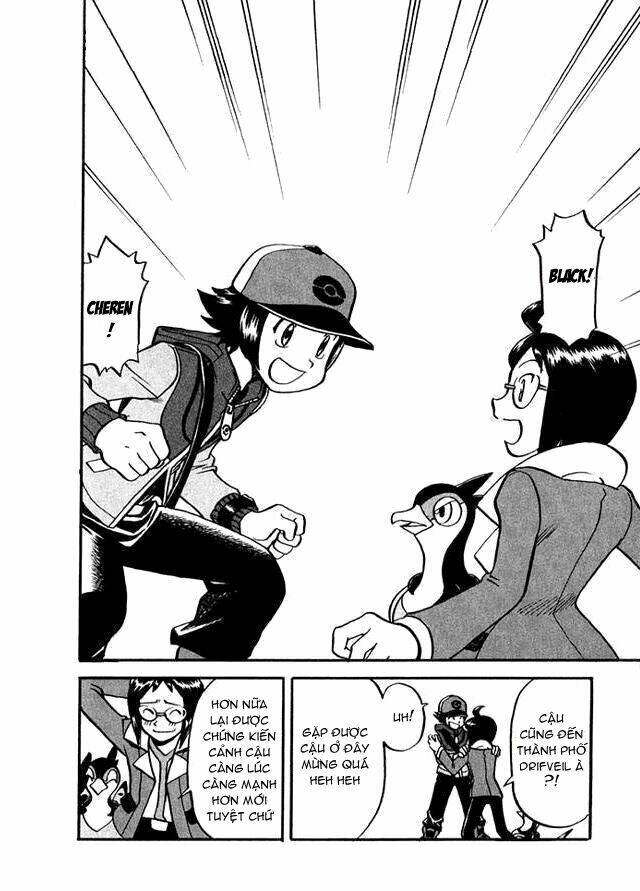 BLACK!
CHEREN
!
CẬU
CŨNG ĐẾN
THÀNH PHỐ
DRIFVEIL À
?!
UH!
GẶP ĐƯỢC
CẬU Ở ĐÂY
MỪNG QUÁ
HEH HEH
HƠN NỮA
LẠI ĐƯỢC
CHỨNG KIẾN
CẢNH CẬU
CÀNG LÚC
CÀNG MẠNH
HƠN MỚI
TUYỆT CHỨ